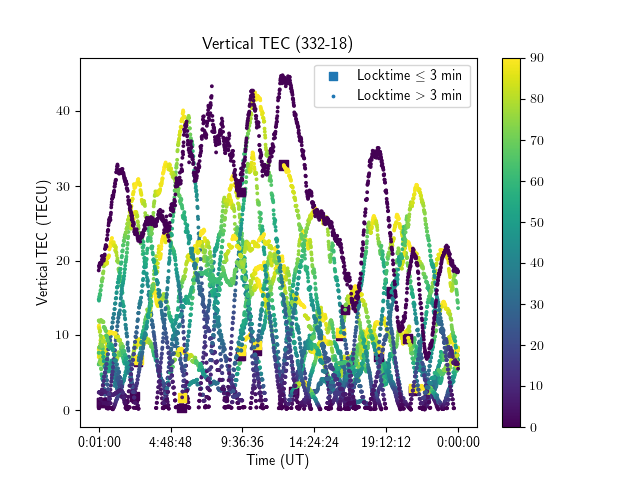 Vertical TEC (332-18)
Locktime ≤ 3 min
Locktime > 3 min
Vertical TEC (TECU)
40
30
20
10
0
0:01:00 4:48:48 9:36:36 14:24:24 19:12:12 0:00:00
Time (UT)
90
80
70
60
50
40
30
20
10
0